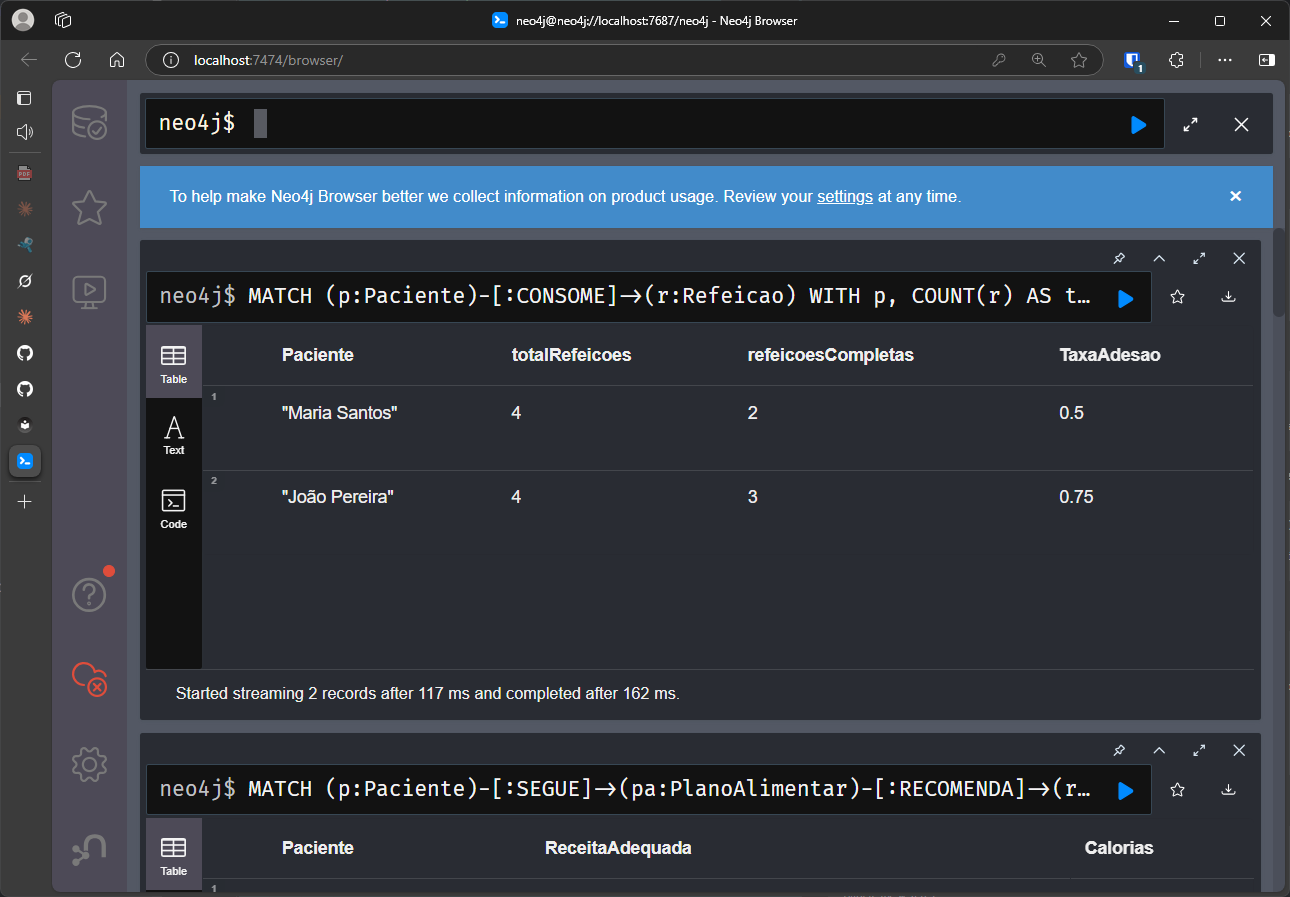 neo4j@neo4j://localhost:7687/neo4j - Neo4j Browser
localhost:7474/browser/
1
PDF
neo4j$
To help make Neo4j Browser better we collect information on product usage. Review your settings at any time.
neo4j$ MATCH (p:Paciente)-[:CONSOME]->(r:Refeicao) WITH p, COUNT(r) AS t…
Table
Text
Code
Paciente totalRefeicoes refeicoesCompletas TaxaAdesao
1 "Maria Santos" 4 2 0.5
2 "João Pereira" 4 3 0.75
Started streaming 2 records after 117 ms and completed after 162 ms.
neo4j$ MATCH (p:Paciente)-[:SEGUE]->(pa:PlanoAlimentar)-[:RECOMENDA]->(r…
Table
Paciente ReceitaAdequada Calorias
1